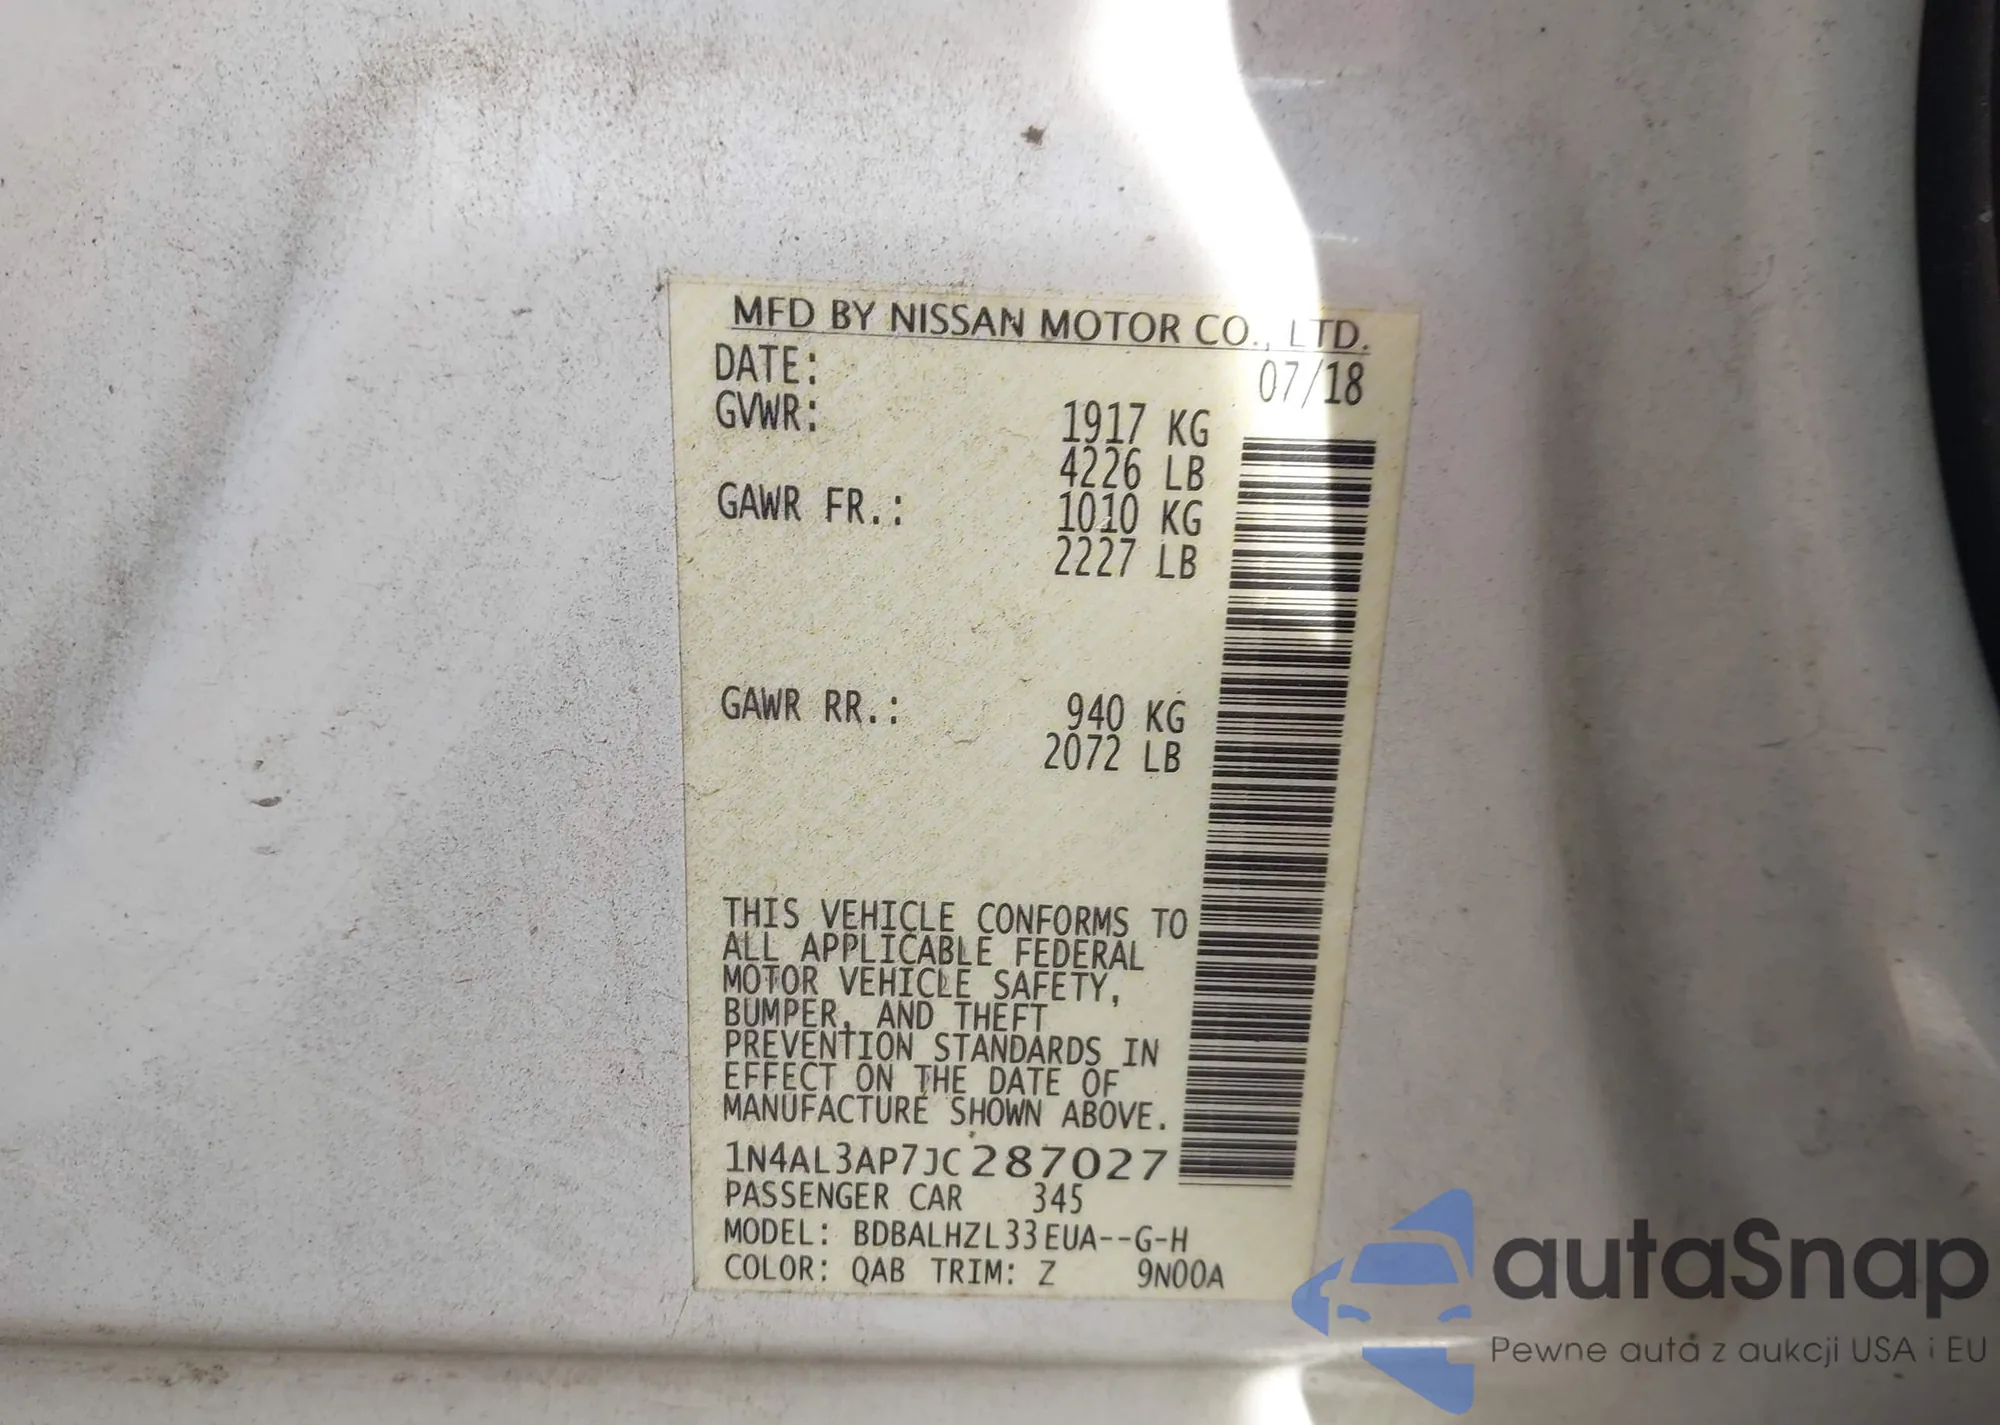 MFD BY NISSAN MOTOR CO., LTD.
DATE: 07/18
GVWR: 1917 KG
4226 LB
GAWR FR.: 1010 KG
2227 LB
GAWR RR.: 940 KG
2072 LB
THIS VEHICLE CONFORMS TO
ALL APPLICABLE FEDERAL
MOTOR VEHICLE SAFETY,
BUMPER, AND THEFT
PREVENTION STANDARDS IN
EFFECT ON THE DATE OF
MANUFACTURE SHOWN ABOVE.
1N4AL3AP7JC287027
PASSENGER CAR 345
MODEL: BDBALHZL33EUA--G-H
COLOR: QAB TRIM: Z 9N00A
autaSnap
Pewne auta z aukcji USA i EU